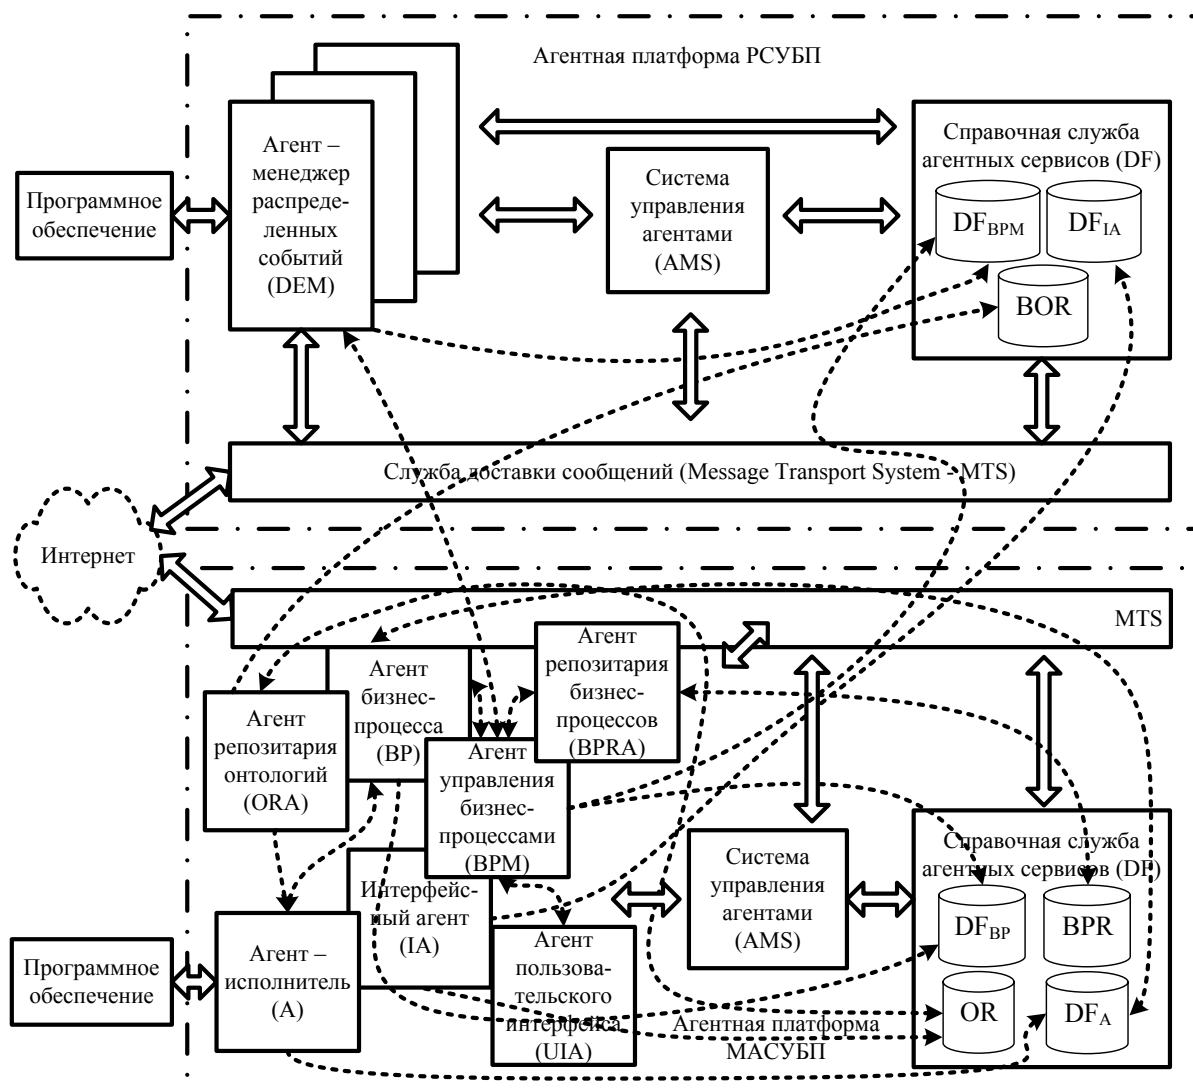 Агентная платформа РСУБП
Агент –
менеджер
распреде-
ленных
событий
(DEM)
Программное
обеспечение
Система
управления
агентами
(AMS)
Справочная служба
агентных сервисов (DF)
DF_BPM
DF_IA
BOR
Служба доставки сообщений (Message Transport System - MTS)
Интернет
MTS
Агент
бизнес-
процесса
(BP)
Агент
репозитария
бизнес-
процессов
(BPRA)
Агент
репозитария
онтологий
(ORA)
Агент
управления
бизнес-
процессами
(BPM)
Интерфейс-
ный агент
(IA)
Система
управления
агентами
(AMS)
Справочная служба
агентных сервисов (DF)
DF_BP
BPR
OR
DF_A
Программное
обеспечение
Агент –
исполнитель
(A)
Агент
пользова-
тельского
интерфейса
(UIA)
Агентная платформа
МАСУБП